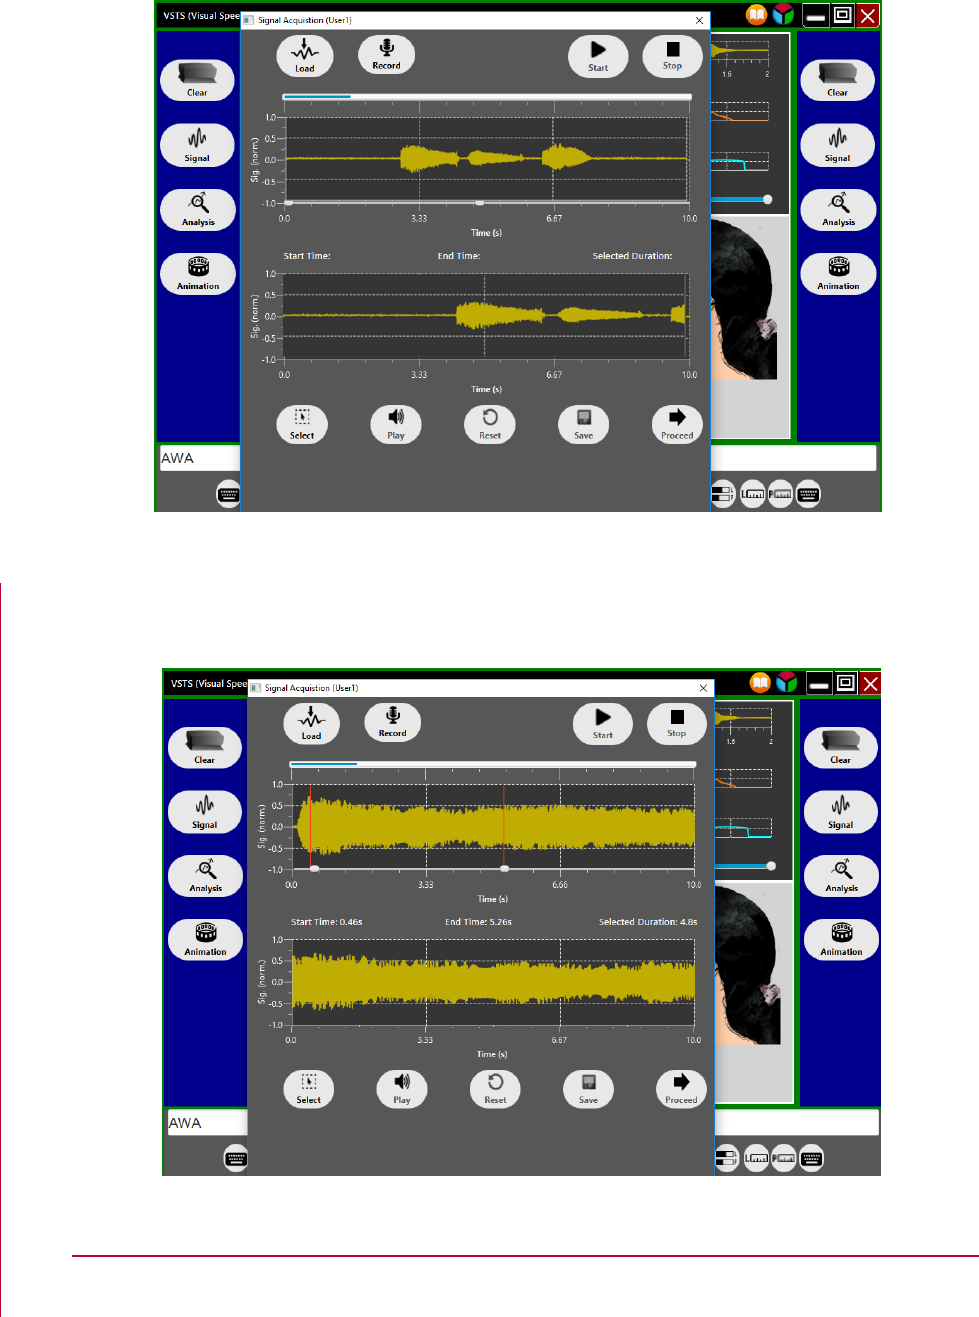 VSTS (Visual Spee
Signal Acquistion (User1)
Load
Record
Start
Stop
Clear
Signal
Analysis
Animation
1.0
0.5
0.0
-0.5
-1.0
Sig. (norm.)
0.0 3.33 6.67 10.0
Time (s)
Start Time: End Time: Selected Duration:
1.0
0.5
0.0
-0.5
-1.0
Sig. (norm.)
0.0 3.33 6.67 10.0
Time (s)
Select
Play
Reset
Save
Proceed
1.6 2
Clear
Signal
Analysis
Animation
AWA
L
P
VSTS (Visual Spee
Signal Acquistion (User1)
Load
Record
Start
Stop
Clear
Signal
Analysis
Animation
1.0
0.5
0.0
-0.5
-1.0
Sig. (norm.)
0.0 3.33 6.66 10.0
Time (s)
Start Time: 0.46s End Time: 5.26s Selected Duration: 4.8s
1.0
0.5
0.0
-0.5
-1.0
Sig. (norm.)
0.0 3.33 6.67 10.0
Time (s)
Select
Play
Reset
Save
Proceed
1.6 2
Clear
Signal
Analysis
Animation
AWA
L
P